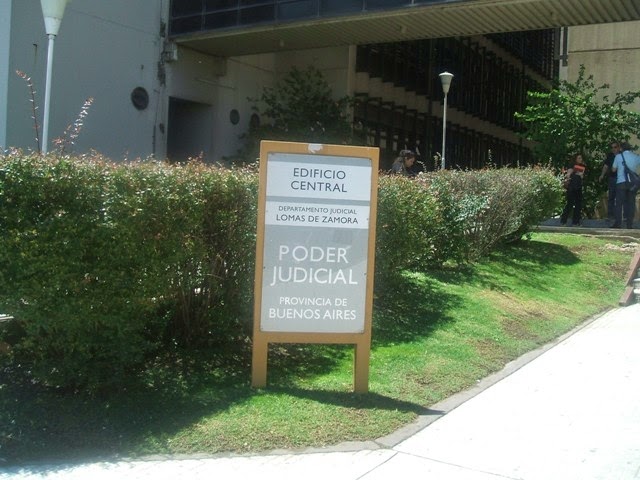 EDIFICIO
CENTRAL
DEPARTAMENTO JUDICIAL
LOMAS DE ZAMORA
PODER
JUDICIAL
PROVINCIA DE
BUENOS AIRES